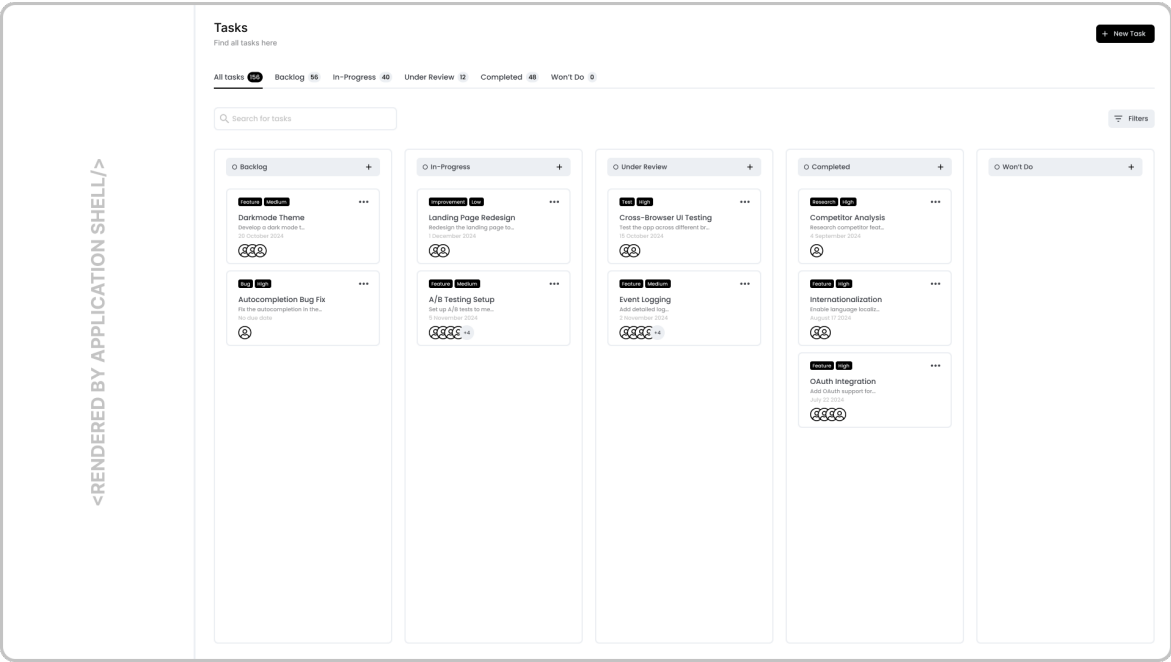 <RENDERED BY APPLICATION SHELL/>
Tasks
Find all tasks here
+ New Task
All tasks 156 Backlog 56 In-Progress 40 Under Review 12 Completed 48 Won't Do 0
Search for tasks
Filters
Backlog +
Feature Medium
Darkmode Theme
Develop a dark mode t...
20 October 2024
Bug High
Autocompletion Bug Fix
Fix the autocompletion in the...
No due date
In-Progress +
Improvement Low
Landing Page Redesign
Redesign the landing page to...
1 December 2024
Feature Medium
A/B Testing Setup
Set up A/B tests to me...
5 November 2024
+4
Under Review +
Test High
Cross-Browser UI Testing
Test the app across different br...
15 October 2024
Feature Medium
Event Logging
Add detailed log...
2 November 2024
+4
Completed +
Research High
Competitor Analysis
Research competitor feat...
4 September 2024
Feature High
Internationalization
Enable language localiz...
August 17 2024
Feature High
OAuth Integration
Add OAuth support for...
July 22 2024
Won't Do +